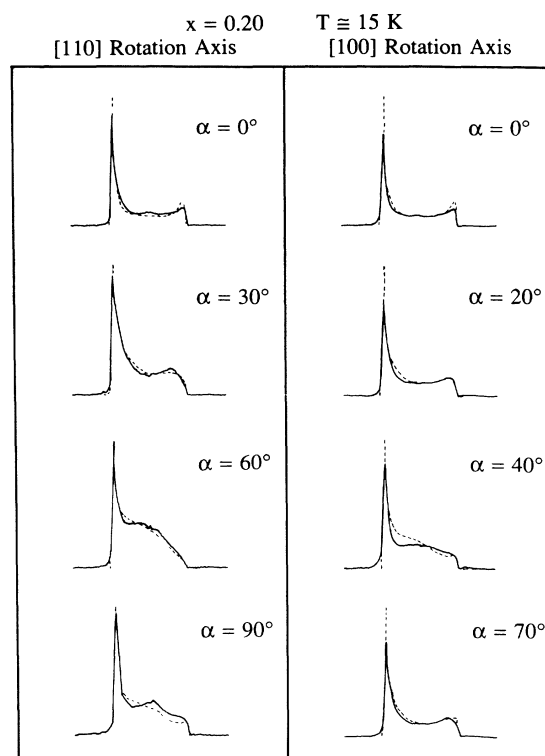 x = 0.20 T ≅ 15 K
[110] Rotation Axis [100] Rotation Axis
α = 0° α = 0°
α = 30° α = 20°
α = 60° α = 40°
α = 90° α = 70°